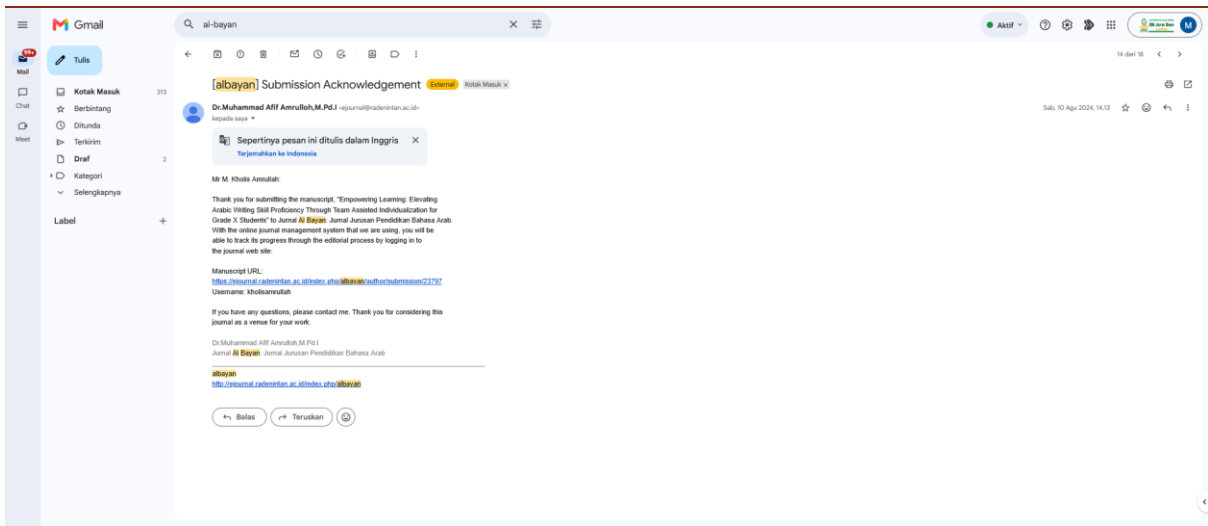 Gmail
al-bayan
Aktif
M
99+
Mail
Chat
Meet
Tulis
Kotak Masuk 313
Berbintang
Ditunda
Terkirim
Draf 2
Kategori
Selengkapnya
Label
14 dari 18
[albayan] Submission Acknowledgement External Kotak Masuk x
Dr.Muhammad Afif Amrulloh,M.Pd.I <ejournal@radenintan.ac.id>
Sab, 10 Agu 2024, 14.13
kepada saya
Sepertinya pesan ini ditulis dalam Inggris
Terjemahkan ke Indonesia
Mr M. Kholis Amrullah:
Thank you for submitting the manuscript, "Empowering Learning: Elevating
Arabic Writing Skill Proficiency Through Team Assisted Individualization for
Grade X Students" to Jurnal Al Bayan: Jurnal Jurusan Pendidikan Bahasa Arab.
With the online journal management system that we are using, you will be
able to track its progress through the editorial process by logging in to
the journal web site:
Manuscript URL:
https://ejournal.radenintan.ac.id/index.php/albayan/author/submission/23797
Username: kholisamrullah
If you have any questions, please contact me. Thank you for considering this
journal as a venue for your work.
Dr.Muhammad Afif Amrulloh,M.Pd.I
Jurnal Al Bayan: Jurnal Jurusan Pendidikan Bahasa Arab
albayan
http://ejournal.radenintan.ac.id/index.php/albayan
Balas
Teruskan